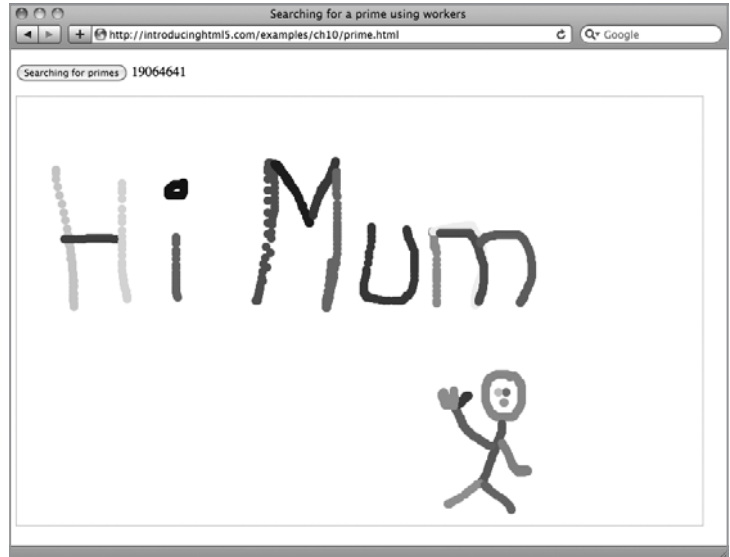 Searching for a prime using workers
http://introducinghtml5.com/examples/ch10/prime.html Google
Searching for primes 19064641
Hi Mum